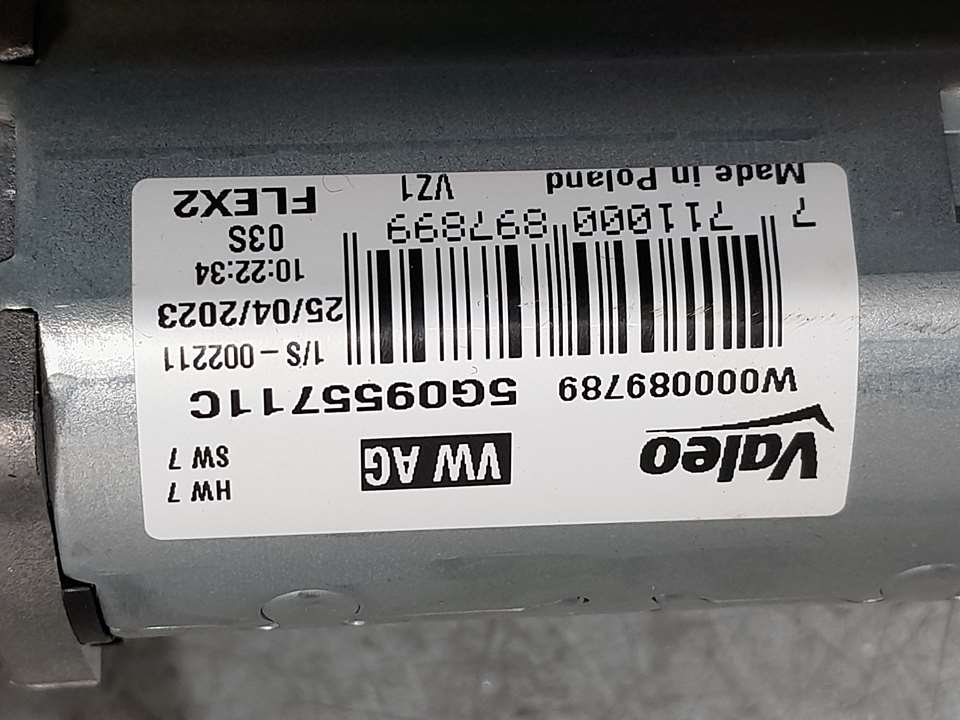 Valeo
VW AG
HW 7
SW 7
W000089789
5G0955711C
1/S - 002211
25/04/2023
10:22:34
03S
FLEX2
7 711000 897899
Made in Poland
VZ1